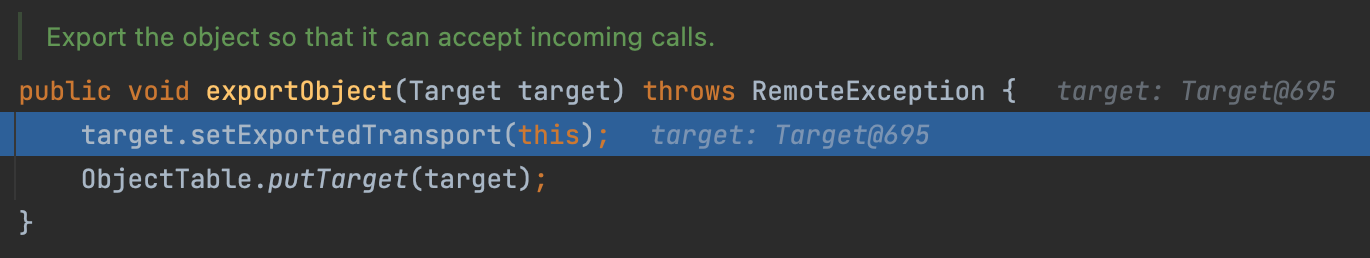 Export the object so that it can accept incoming calls.
public void exportObject(Target target) throws RemoteException {   target: Target@695
    target.setExportedTransport(this);   target: Target@695
    ObjectTable.putTarget(target);
}